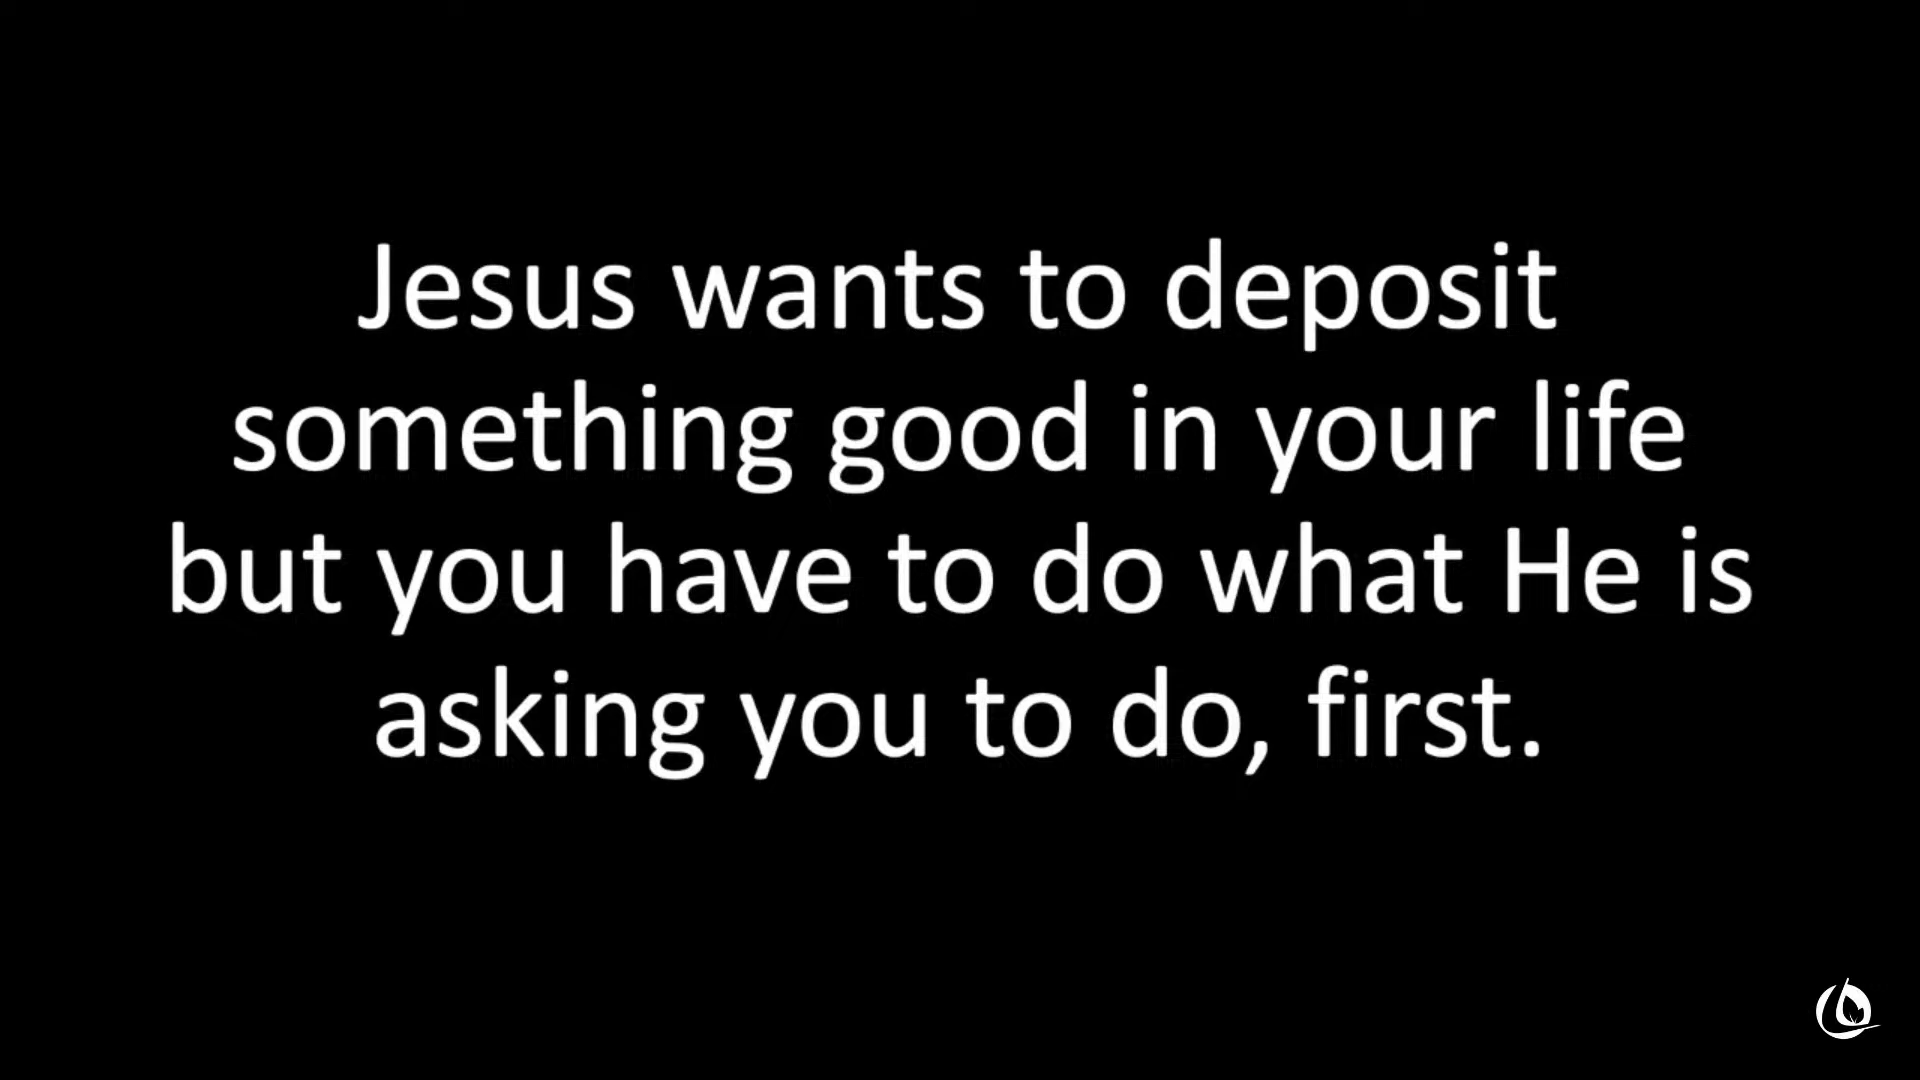 Jesus wants to deposit
something good in your life
but you have to do what He is
asking you to do, first.